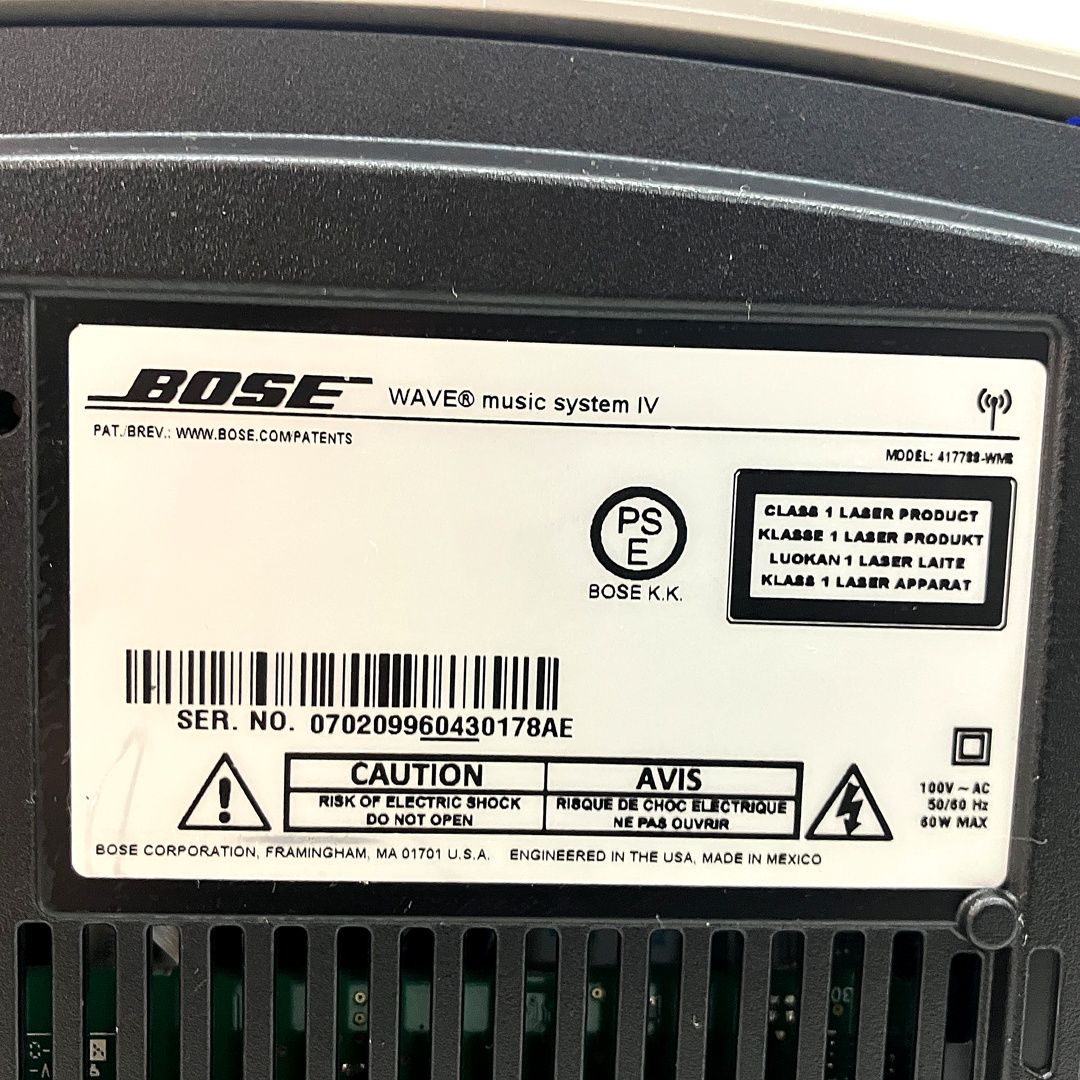 BOSE WAVE® music system IV
PAT./BREV.: WWW.BOSE.COM/PATENTS
MODEL: 417788-WMS
PS
E
BOSE K.K.
CLASS 1 LASER PRODUCT
KLASSE 1 LASER PRODUKT
LUOKAN 1 LASER LAITE
KLASS 1 LASER APPARAT
SER. NO. 070209960430178AE
CAUTION
RISK OF ELECTRIC SHOCK
DO NOT OPEN
AVIS
RISQUE DE CHOC ELECTRIQUE
NE PAS OUVRIR
100V ~ AC
50/60 Hz
60W MAX
BOSE CORPORATION, FRAMINGHAM, MA 01701 U.S.A. ENGINEERED IN THE USA, MADE IN MEXICO